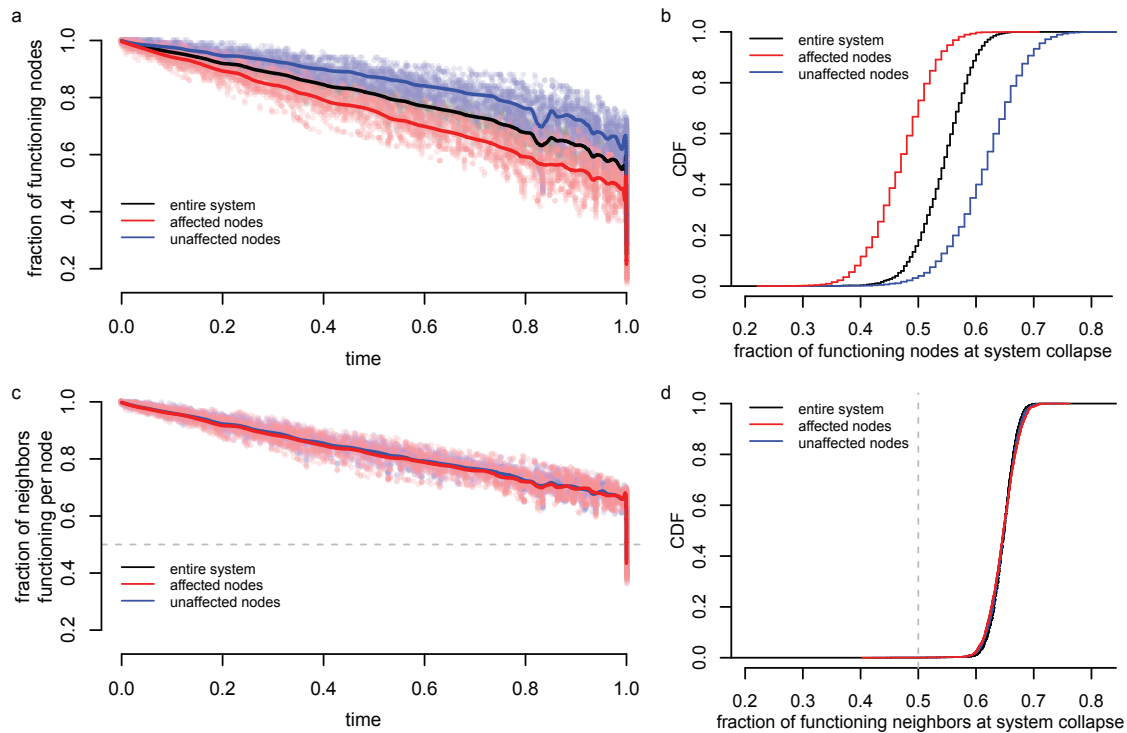 a
fraction of functioning nodes
1.0
0.8
0.6
0.4
0.2
entire system
affected nodes
unaffected nodes
0.0 0.2 0.4 0.6 0.8 1.0
time
b
CDF
1.0
0.8
0.6
0.4
0.2
0.0
entire system
affected nodes
unaffected nodes
0.2 0.3 0.4 0.5 0.6 0.7 0.8
fraction of functioning nodes at system collapse
c
fraction of neighbors
functioning per node
1.0
0.8
0.6
0.4
0.2
entire system
affected nodes
unaffected nodes
0.0 0.2 0.4 0.6 0.8 1.0
time
d
CDF
1.0
0.8
0.6
0.4
0.2
0.0
entire system
affected nodes
unaffected nodes
0.2 0.3 0.4 0.5 0.6 0.7 0.8
fraction of functioning neighbors at system collapse